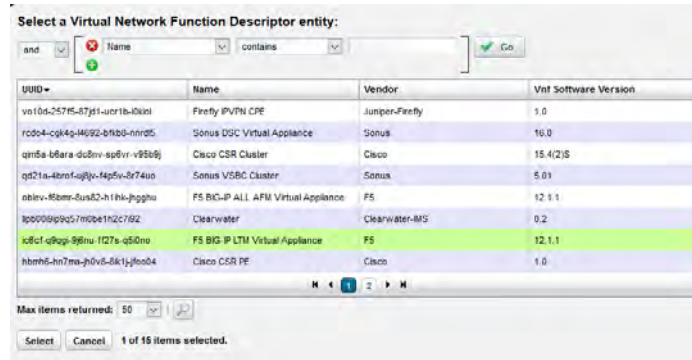 Select a Virtual Network Function Descriptor entity:
and Name contains Go
UUID Name Vendor Vnf Software Version
Firefly IPVPN CPE Juniper-Firefly 1.0
Sonus DSC Virtual Appliance Sonus 16.0
Cisco CSR Cluster Cisco 15.4(2)S
Sonus VSBC Cluster Sonus 5.01
F5 BIG-IP ALL AFM Virtual Appliance F5 12.1.1
Clearwater Clearwater-IMS 0.2
F5 BIG-IP LTM Virtual Appliance F5 12.1.1
Cisco CSR PE Cisco 1.0
1 2
Max items returned: 50
Select Cancel 1 of 15 items selected.